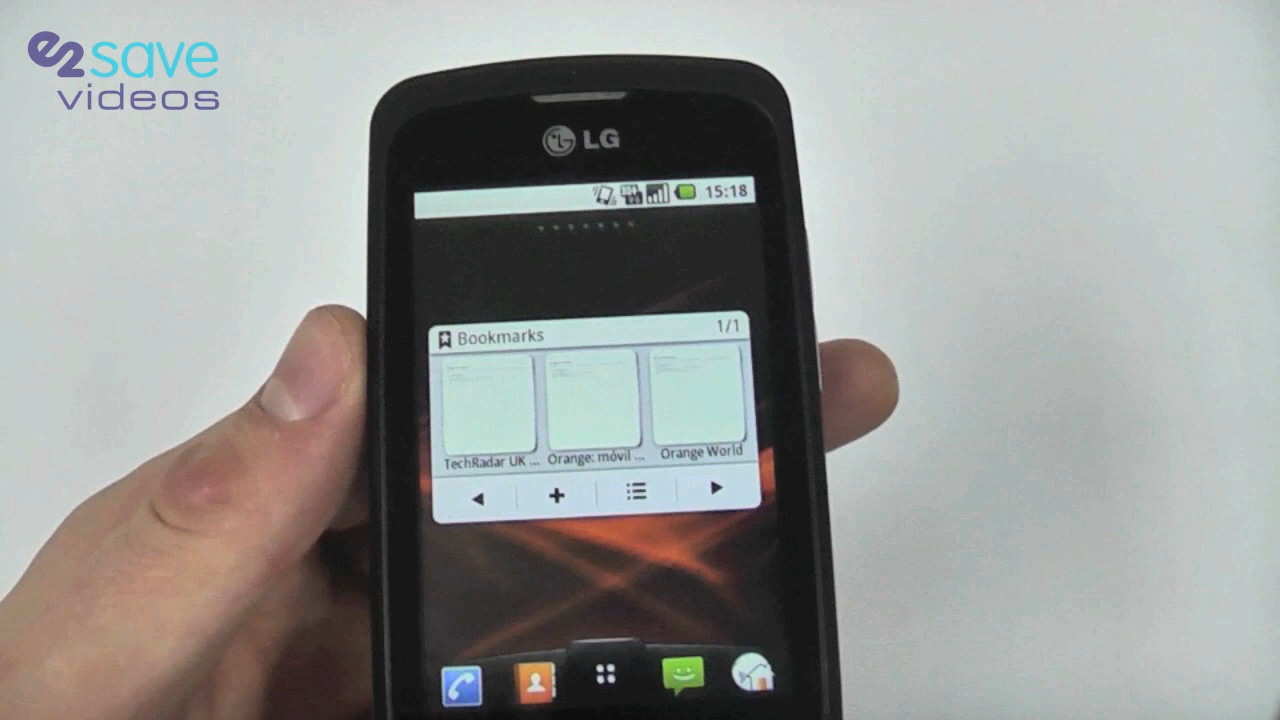 e2save
videos
LG
15:18
Bookmarks 1/1
TechRadar UK ... Orange: móvil ... Orange World